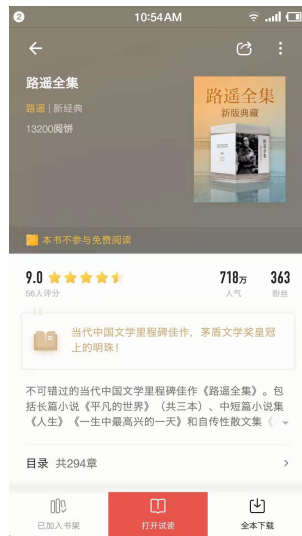 2
10:54AM
路遥全集
路遥 | 新经典
13200阅饼
路遥全集
新版典藏
本书不参与免费阅读
9.0
56人评分
718万
人气
363
粉丝
当代中国文学里程碑佳作，茅盾文学奖皇冠
上的明珠！
不可错过的当代中国文学里程碑佳作《路遥全集》。包
括长篇小说《平凡的世界》（共三本）、中短篇小说集
《人生》《一生中最高兴的一天》和自传性散文集《
目录 共294章
已加入书架
打开试读
全本下载